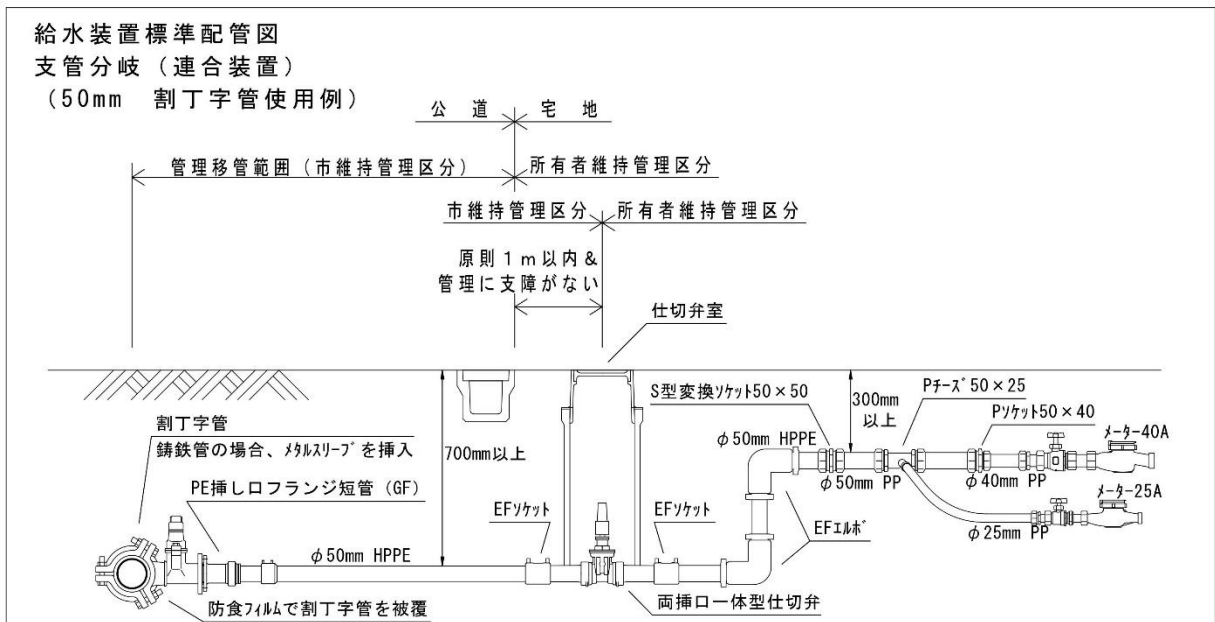 給水装置標準配管図
支管分岐（連合装置）
（50mm 割丁字管使用例）
公道 宅地
管理移管範囲（市維持管理区分） 所有者維持管理区分
市維持管理区分 所有者維持管理区分
原則1m以内&
管理に支障がない
仕切弁室
割丁字管
鋳鉄管の場合、ﾒﾀﾙｽﾘｰﾌﾞを挿入
PE挿し口フランジ短管（GF）
φ50mm HPPE
防食ﾌｨﾙﾑで割丁字管を被覆
700mm以上
EFｿｹｯﾄ
EFｿｹｯﾄ
両挿口一体型仕切弁
EFｴﾙﾎﾞ
S型変換ｿｹｯﾄ50×50
φ50mm HPPE
300mm
以上
Pﾁｰｽﾞ50×25
Pｿｹｯﾄ50×40
ﾒｰﾀｰ40A
φ50mm PP
φ40mm PP
ﾒｰﾀｰ25A
φ25mm PP